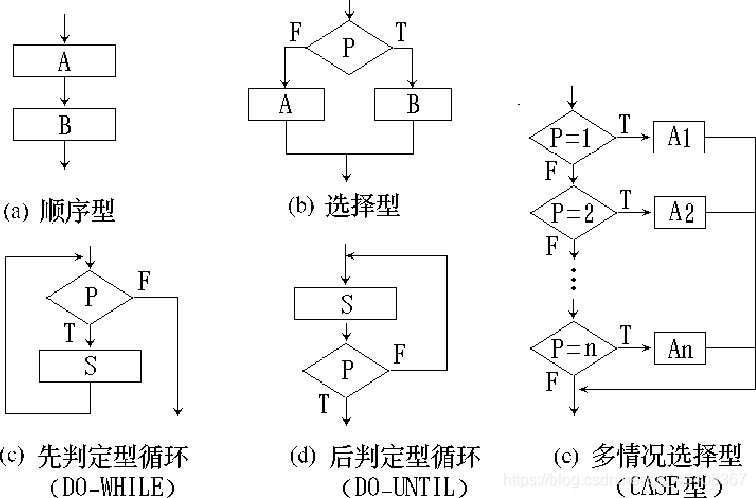 A
B
(a) 顺序型
F
P
T
A
B
(b) 选择型
P=1
T
A1
F
P=2
T
A2
F
P=n
T
An
F
(e) 多情况选择型
(CASE型)
P
F
T
S
(c) 先判定型循环
(DO-WHILE)
S
P
F
T
(d) 后判定型循环
(DO-UNTIL)